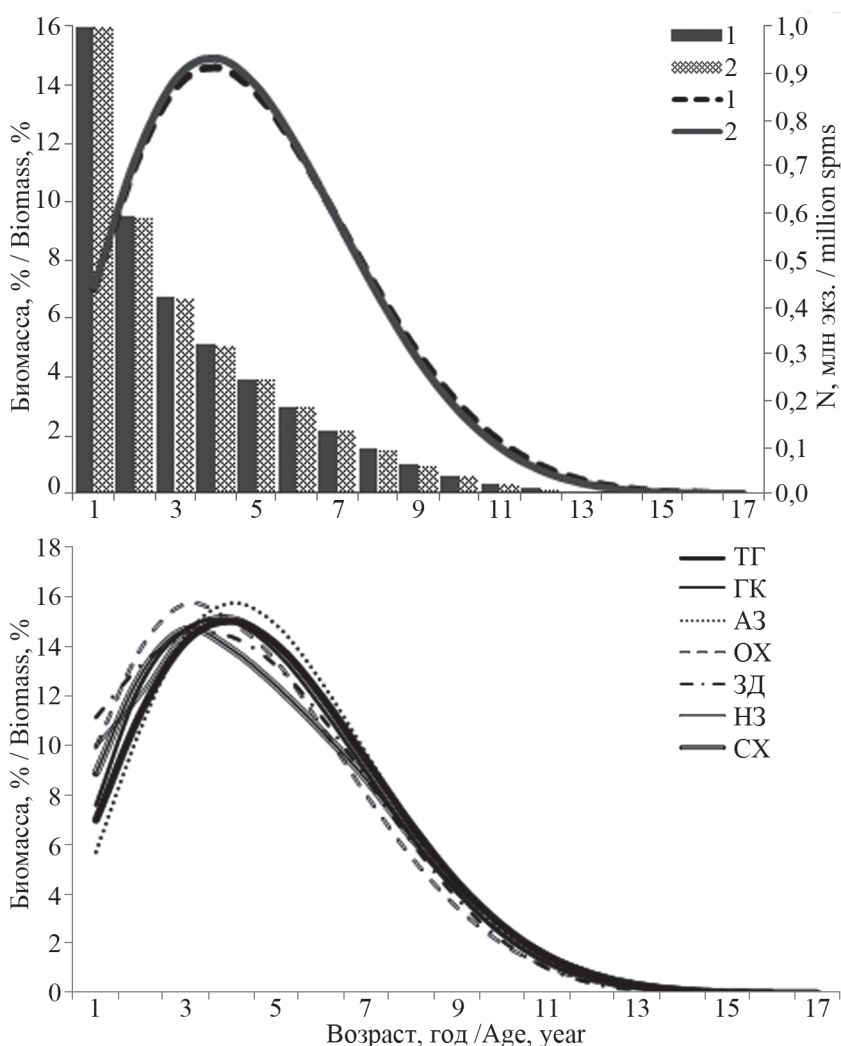 Биомасса, % / Biomass, %
16
14
12
10
8
6
4
2
0
1
2
1
2
1,0
0,9
0,8
0,7
0,6
0,5
0,4
0,3
0,2
0,1
0,0
N, млн экз. / million spms
1 3 5 7 9 11 13 15 17
Биомасса, % / Biomass, %
18
16
14
12
10
8
6
4
2
0
ТГ
ГК
АЗ
ОХ
ЗД
НЗ
СХ
1 3 5 7 9 11 13 15 17
Возраст, год /Age, year